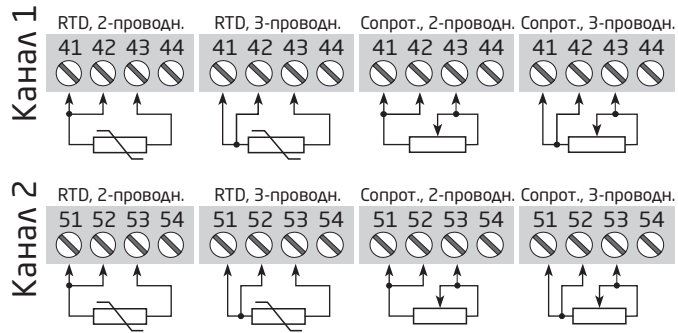 Канал 1
RTD, 2-проводн. RTD, 3-проводн. Сопрот., 2-проводн. Сопрот., 3-проводн.
41 42 43 44 41 42 43 44 41 42 43 44 41 42 43 44
Канал 2
RTD, 2-проводн. RTD, 3-проводн. Сопрот., 2-проводн. Сопрот., 3-проводн.
51 52 53 54 51 52 53 54 51 52 53 54 51 52 53 54